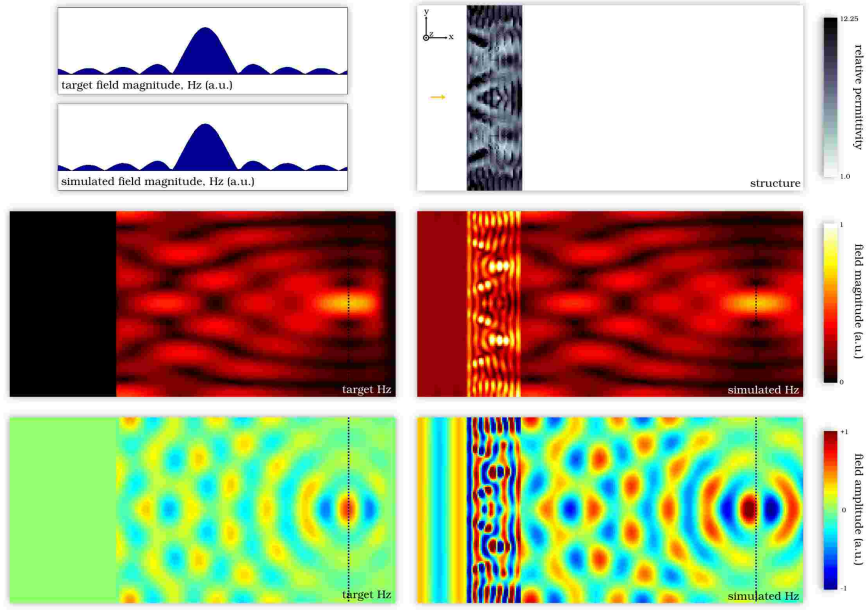 target field magnitude, Hz (a.u.)
simulated field magnitude, Hz (a.u.)
y
z
x
structure
12.25
relative permittivity
1.0
target Hz
simulated Hz
1
field magnitude (a.u.)
0
target Hz
simulated Hz
+1
field amplitude (a.u.)
0
-1